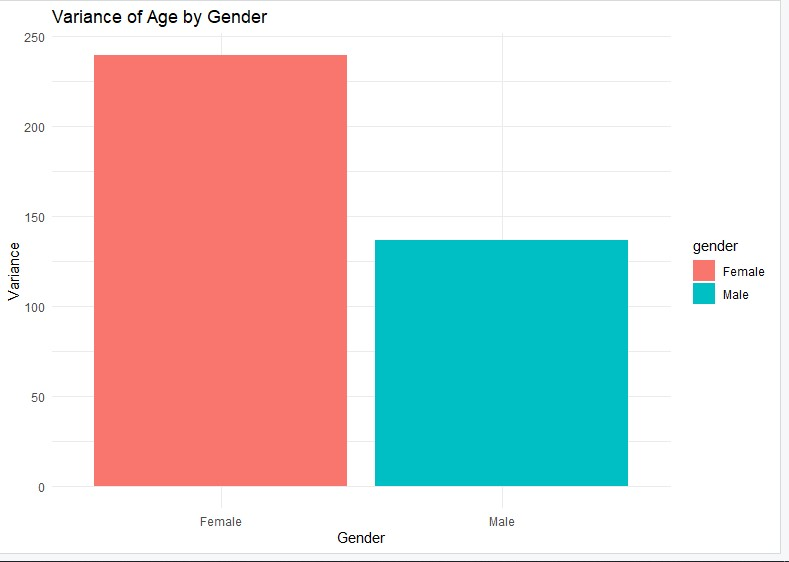 Variance of Age by Gender
250
200
150
100
50
0
Variance
Female
Male
Gender
gender
Female
Male